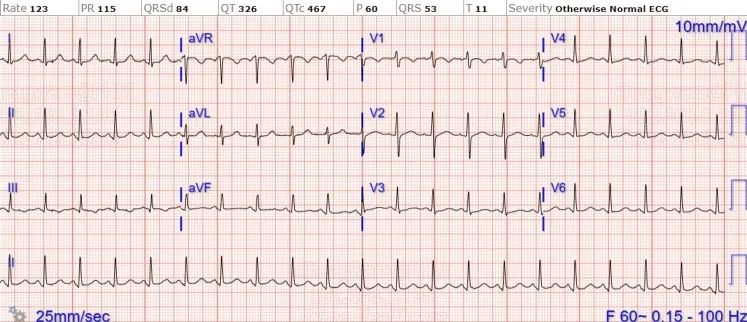 Rate 123 PR 115 QRSd 84 QT 326 QTc 467 P 60 QRS 53 T 11 Severity Otherwise Normal ECG
10mm/mV
I aVR V1 V4
II aVL V2 V5
III aVF V3 V6
II
25mm/sec F 60~ 0.15 - 100 Hz